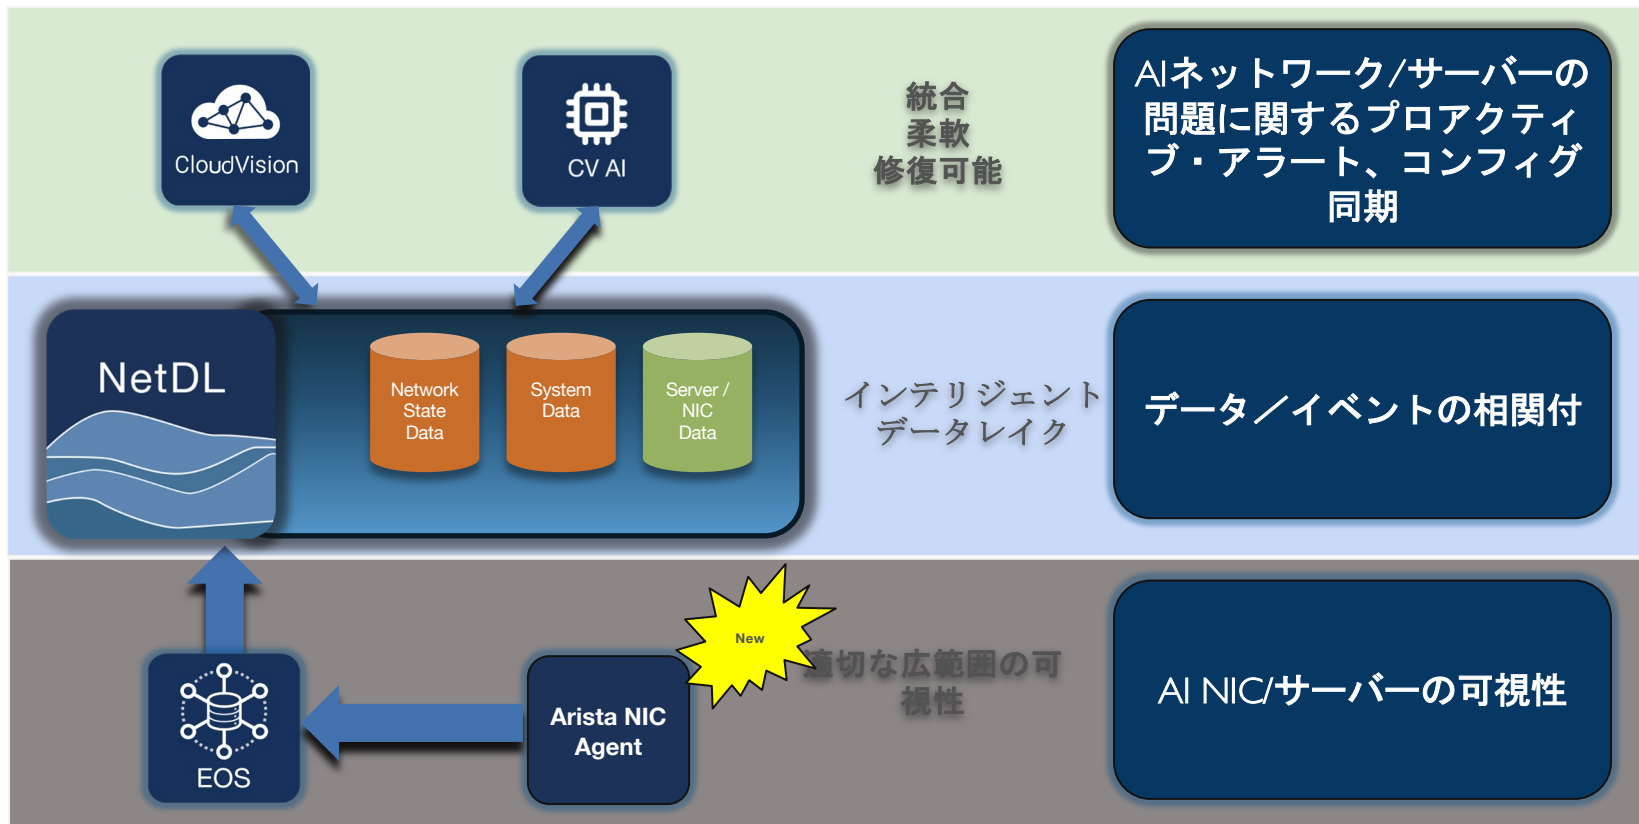 CloudVision
CV AI
統合
柔軟
修復可能
AIネットワーク/サーバーの
問題に関するプロアクティ
ブ・アラート、コンフィグ
同期
NetDL
Network
State
Data
System
Data
Server /
NIC
Data
インテリジェント
データレイク
データ／イベントの相関付
EOS
Arista NIC
Agent
New
適切な広範囲の可
視性
AI NIC/サーバーの可視性